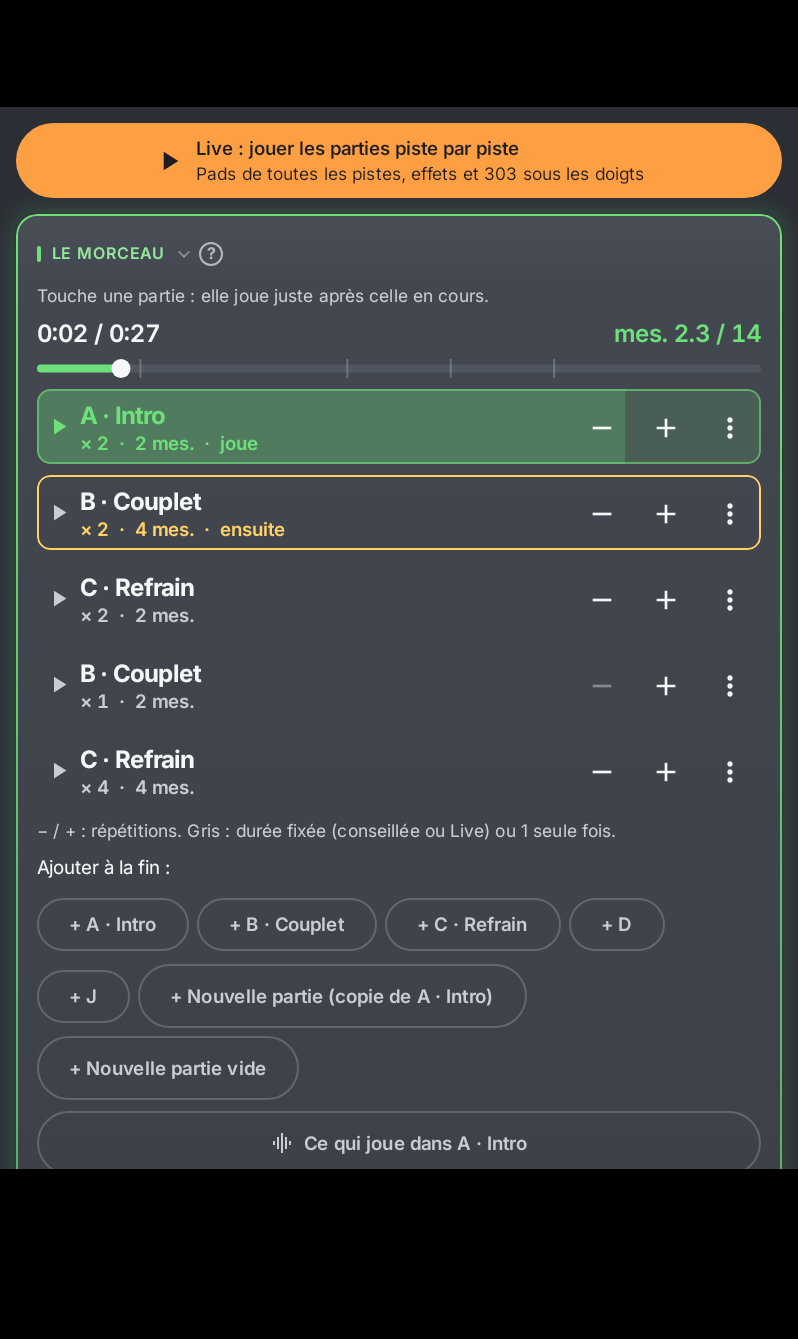 Live : jouer les parties piste par piste
Pads de toutes les pistes, effets et 303 sous les doigts
LE MORCEAU ?
Touche une partie : elle joue juste après celle en cours.
0:02 / 0:27 mes. 2.3 / 14
A · Intro
× 2 · 2 mes. · joue
B · Couplet
× 2 · 4 mes. · ensuite
C · Refrain
× 2 · 2 mes.
B · Couplet
× 1 · 2 mes.
C · Refrain
× 4 · 4 mes.
− / + : répétitions. Gris : durée fixée (conseillée ou Live) ou 1 seule fois.
Ajouter à la fin :
+ A · Intro + B · Couplet + C · Refrain + D
+ J + Nouvelle partie (copie de A · Intro)
+ Nouvelle partie vide
Ce qui joue dans A · Intro